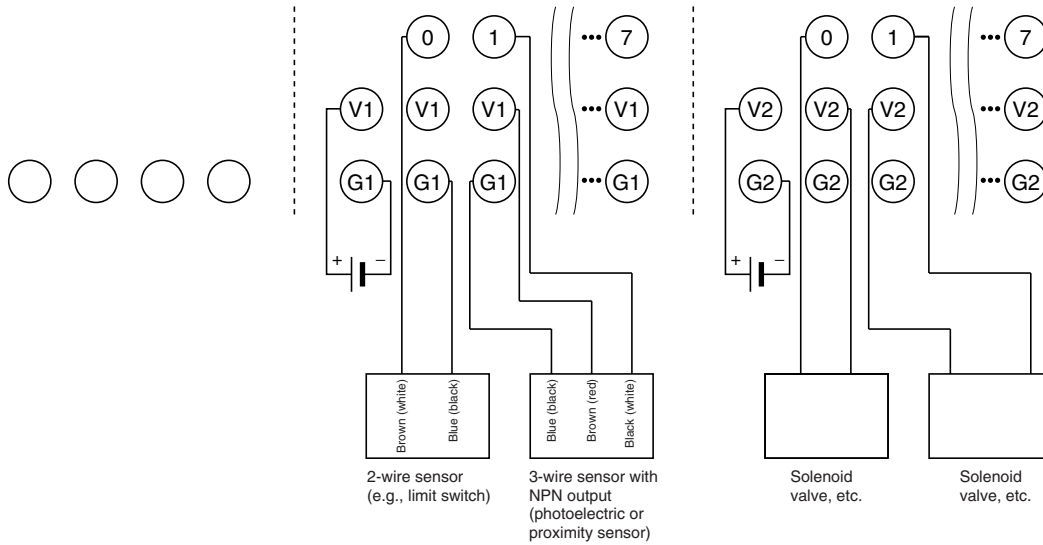 0 1 ••• 7
V1 V1 V1 ••• V1
G1 G1 G1 ••• G1
+ −
Brown (white)
Blue (black)
Blue (black)
Brown (red)
Black (white)
2-wire sensor
(e.g., limit switch)
3-wire sensor with
NPN output
(photoelectric or
proximity sensor)
0 1 ••• 7
V2 V2 V2 ••• V2
G2 G2 G2 ••• G2
+ −
Solenoid
valve, etc.
Solenoid
valve, etc.